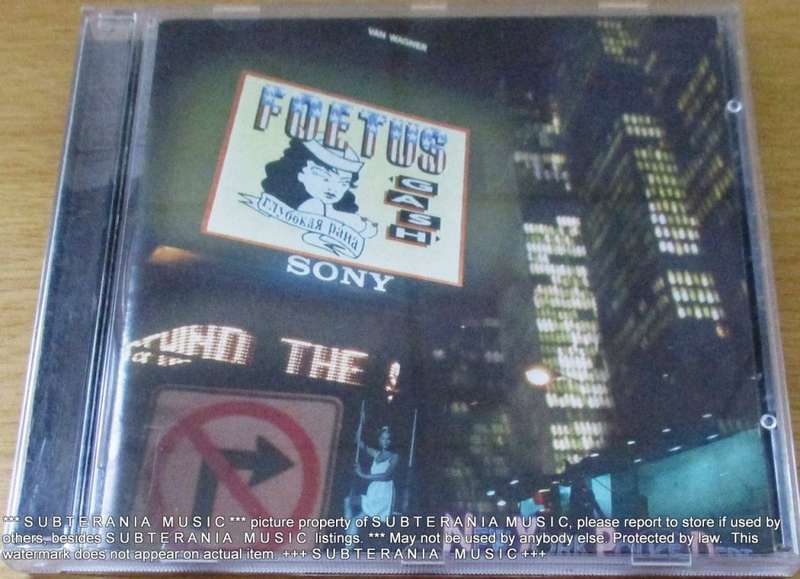 VAN WAGNER
FOETUS
'GASH'
глубокая рана
SONY
THE
POLICE DEPT
*** S U B T E R A N I A M U S I C *** picture property of S U B T E R A N I A M U S I C, please report to store if used by
others, besides S U B T E R A N I A M U S I C listings. *** May not be used by anybody else. Protected by law. This
watermark does not appear on actual item. +++ S U B T E R A N I A M U S I C +++